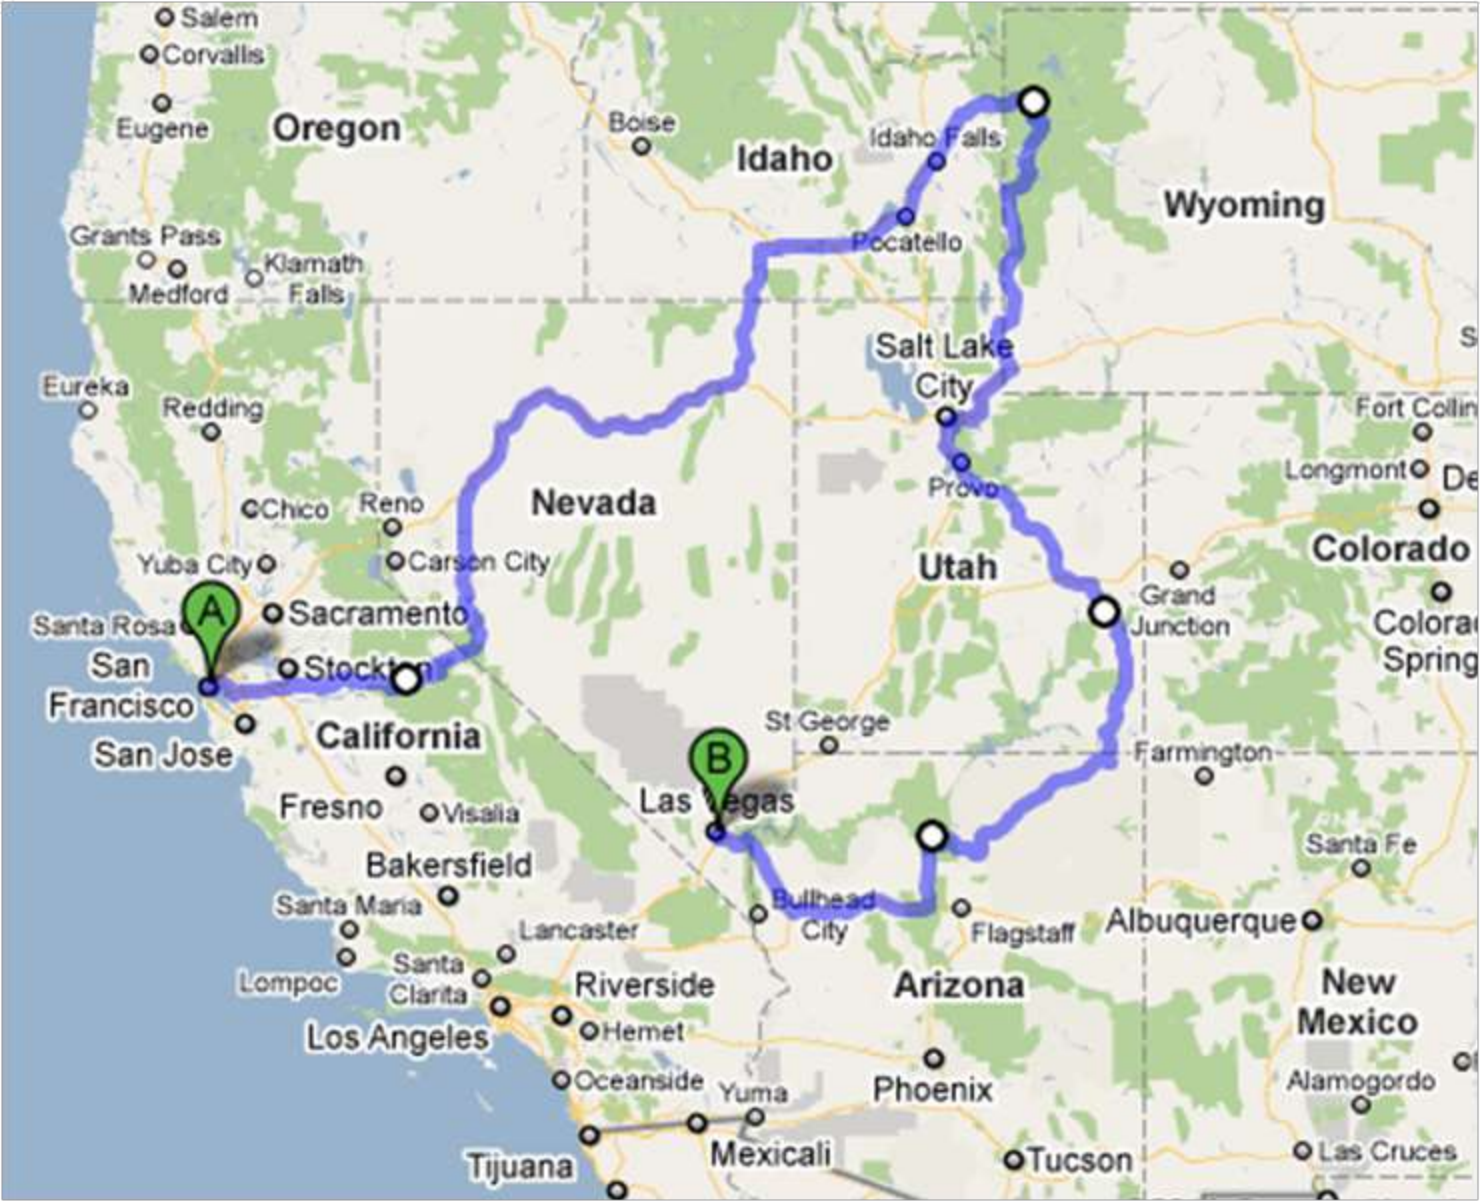 Salem
Corvallis
Eugene
Oregon
Boise
Idaho
Idaho Falls
Wyoming
Pocatello
Grants Pass
Medford
Klamath
Falls
Eureka
Redding
Salt Lake
City
Fort Collin
Longmont
De
Provo
Chico
Reno
Nevada
Yuba City
Carson City
Utah
Colorado
Grand
Junction
Colora
Spring
A
Sacramento
Santa Rosa
San
Francisco
Stockton
San Jose
California
St George
Farmington
B
Las Vegas
Fresno
Visalia
Bakersfield
Santa Fe
Santa Maria
Bullhead
City
Flagstaff
Albuquerque
Lancaster
Lompoc
Santa
Clarita
Riverside
Arizona
New
Mexico
Los Angeles
Hemet
Oceanside
Yuma
Phoenix
Alamogordo
Tijuana
Mexicali
Tucson
Las Cruces